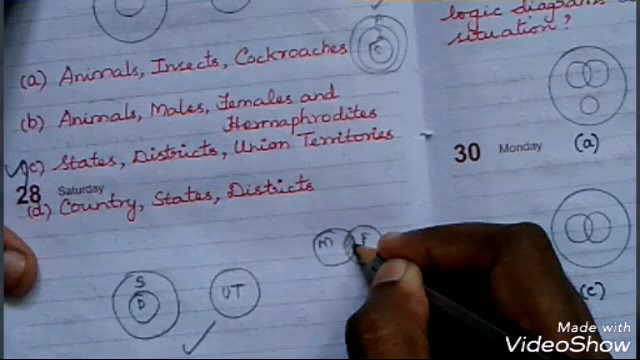 logic diagrams
situation?
(a) Animals, Insects, Cockroaches
(b) Animals, Males, Females and
Hermaphrodites
(c) States, Districts, Union Territories
28 Saturday
(d) Country, States, Districts
30 Monday
(a)
(c)
S
D
UT
M
F
C
Made with
VideoShow